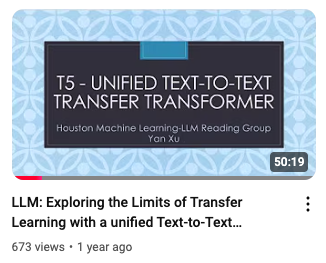 T5 - UNIFIED TEXT-TO-TEXT
TRANSFER TRANSFORMER
Houston Machine Learning-LLM Reading Group
Yan Xu
50:19
LLM: Exploring the Limits of Transfer
Learning with a unified Text-to-Text...
673 views • 1 year ago